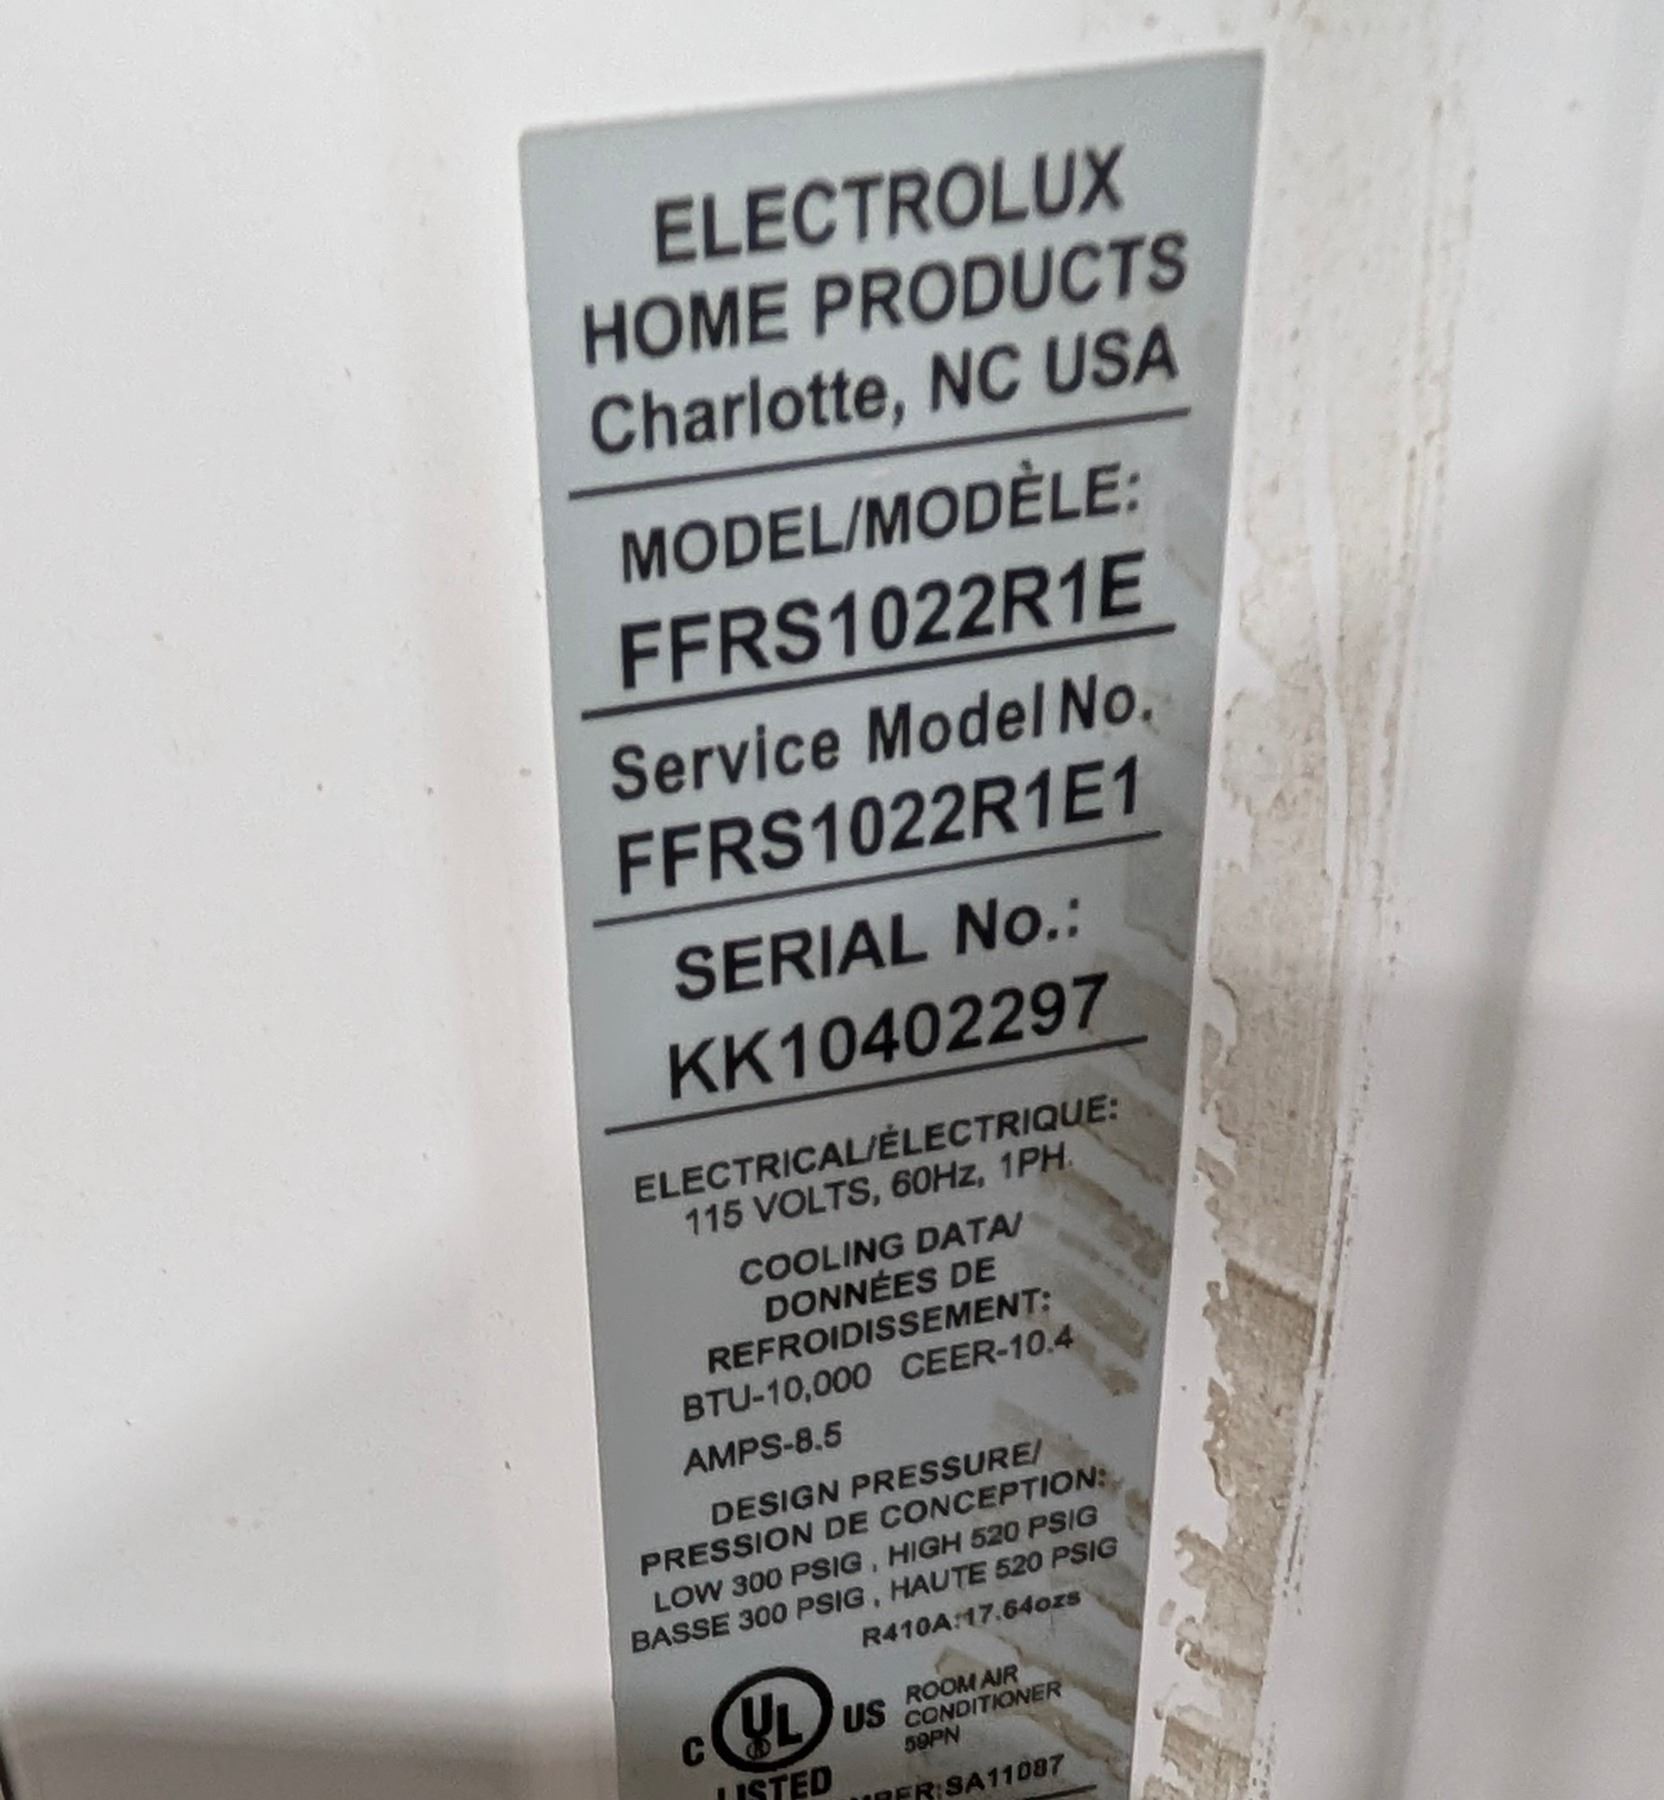 ELECTROLUX
HOME PRODUCTS
Charlotte, NC USA
MODEL/MODÈLE:
FFRS1022R1E
Service Model No.
FFRS1022R1E1
SERIAL No.:
KK10402297
ELECTRICAL/ÉLECTRIQUE:
115 VOLTS, 60Hz, 1PH
COOLING DATA/
DONNÉES DE
REFROIDISSEMENT:
BTU-10,000 CEER-10.4
AMPS-8.5
DESIGN PRESSURE/
PRESSION DE CONCEPTION:
LOW 300 PSIG , HIGH 520 PSIG
BASSE 300 PSIG , HAUTE 520 PSIG
R410A:17.64ozs
C UL ® US
LISTED
ROOM AIR
CONDITIONER
59PN
SA11087